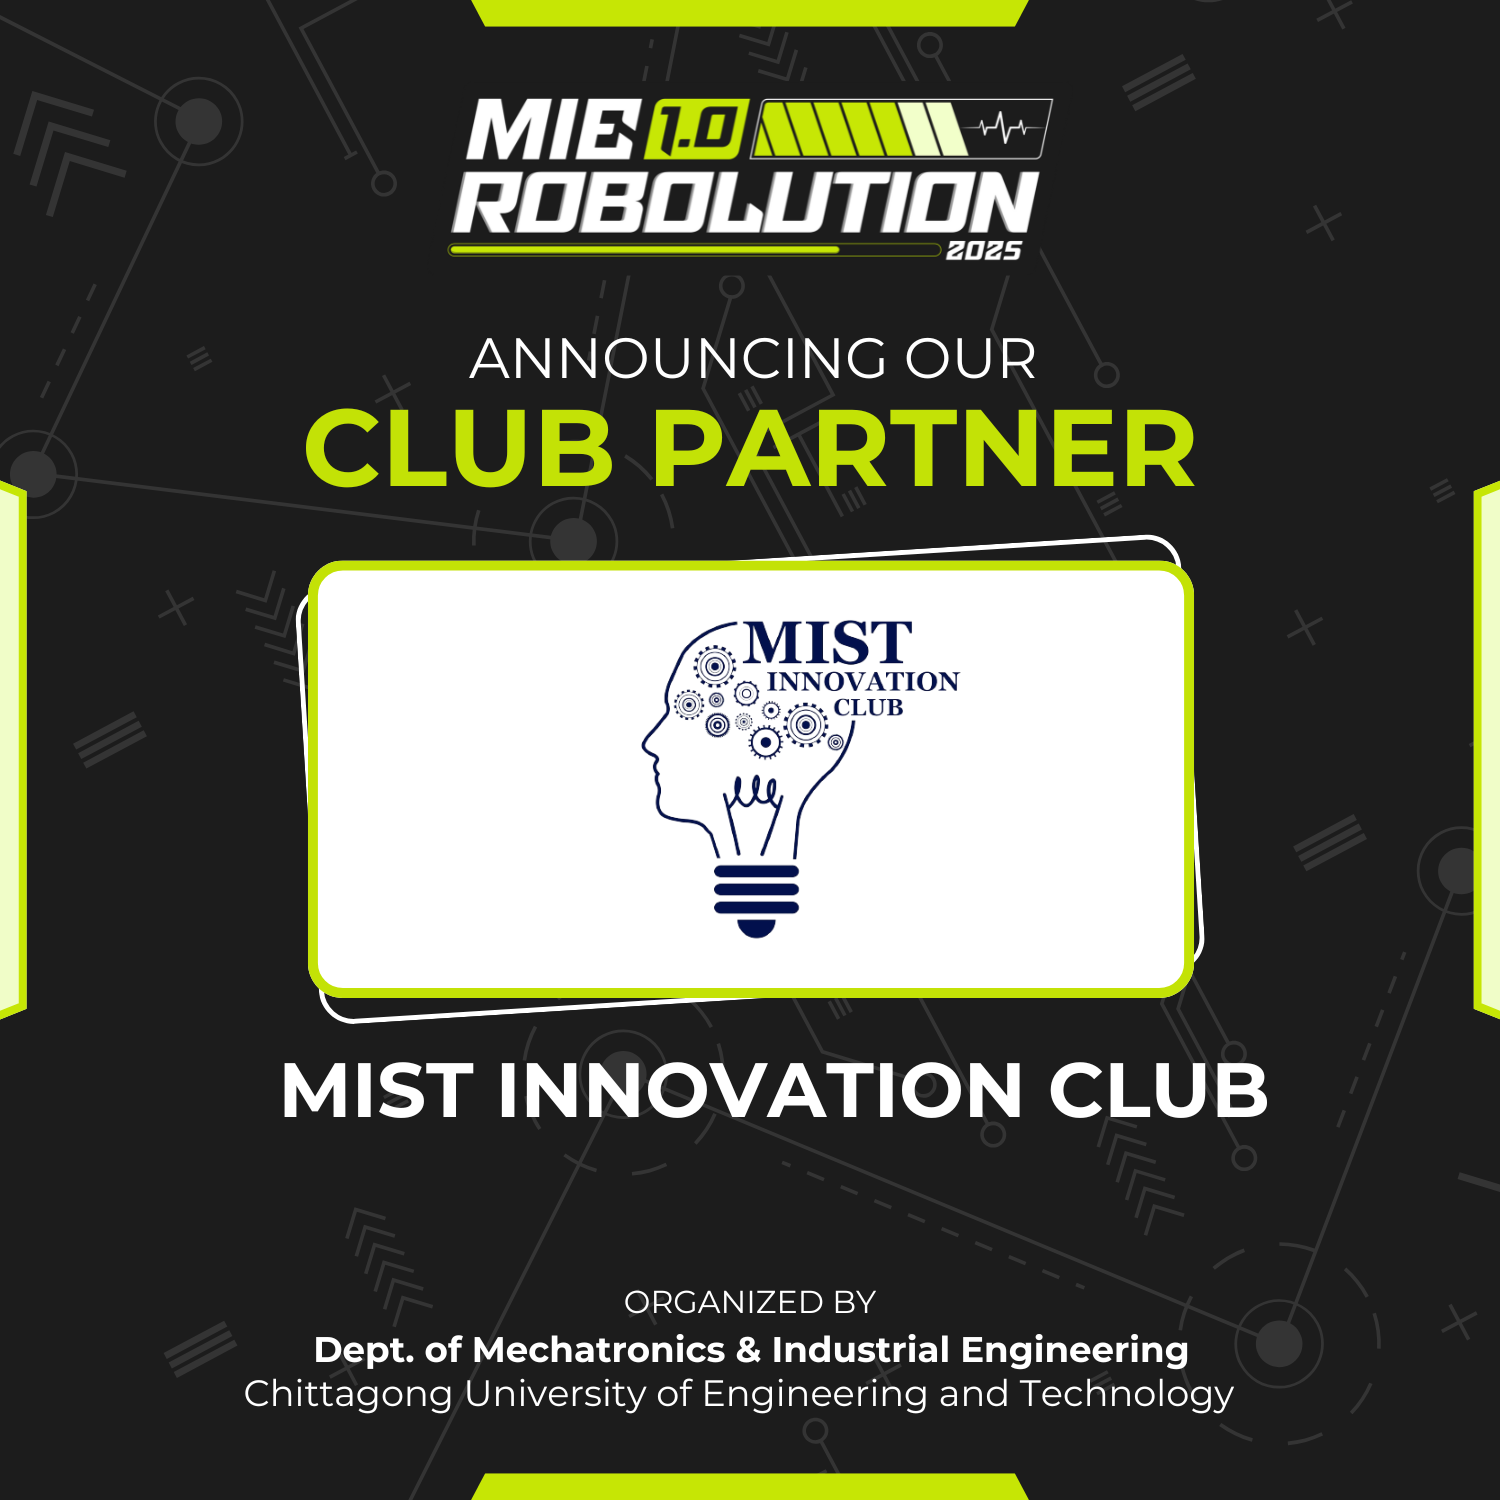 MIE 1.0
ROBOLUTION
2025
ANNOUNCING OUR
CLUB PARTNER
MIST
INNOVATION
CLUB
MIST INNOVATION CLUB
ORGANIZED BY
Dept. of Mechatronics & Industrial Engineering
Chittagong University of Engineering and Technology